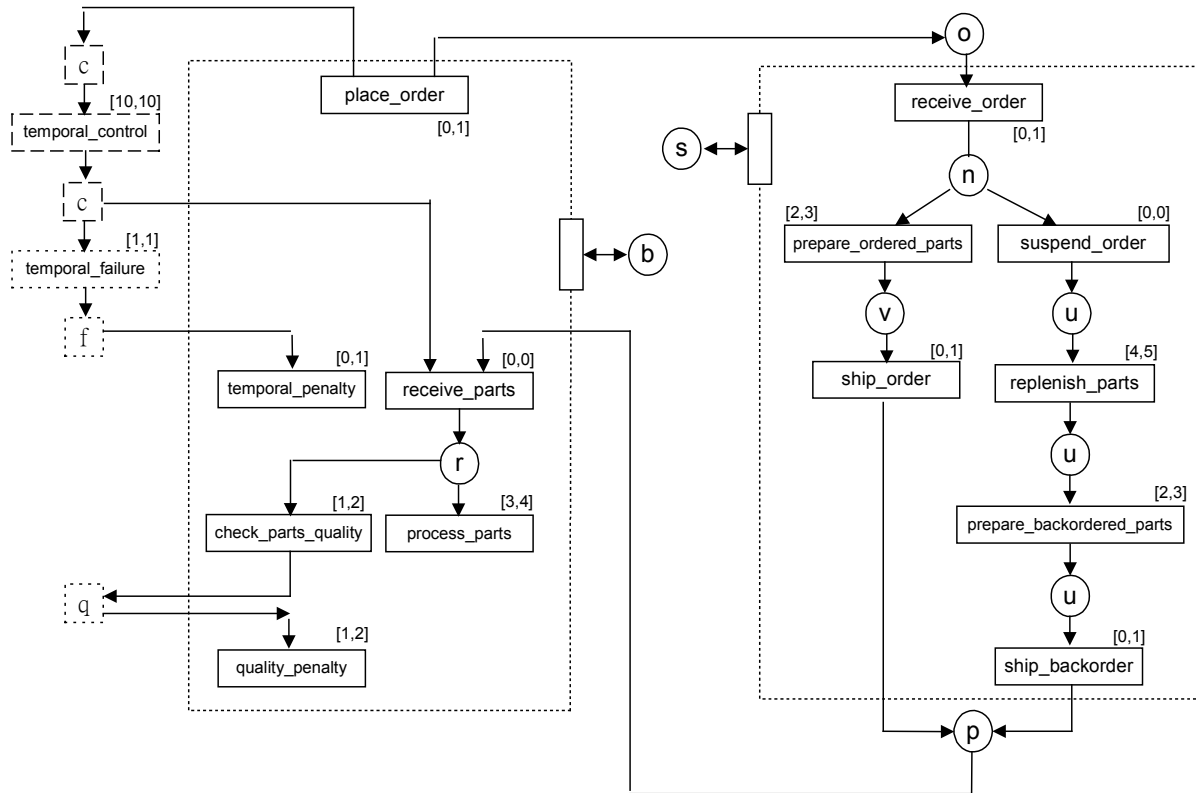 c
o
place_order
[0,1]
[10,10]
temporal_control
receive_order
[0,1]
s
n
c
[1,1]
temporal_failure
b
[2,3]
prepare_ordered_parts
[0,0]
suspend_order
f
v
u
[0,1]
temporal_penalty
[0,0]
receive_parts
[0,1]
ship_order
[4,5]
replenish_parts
r
u
[1,2]
check_parts_quality
[3,4]
process_parts
[2,3]
prepare_backordered_parts
q
u
[1,2]
quality_penalty
[0,1]
ship_backorder
p